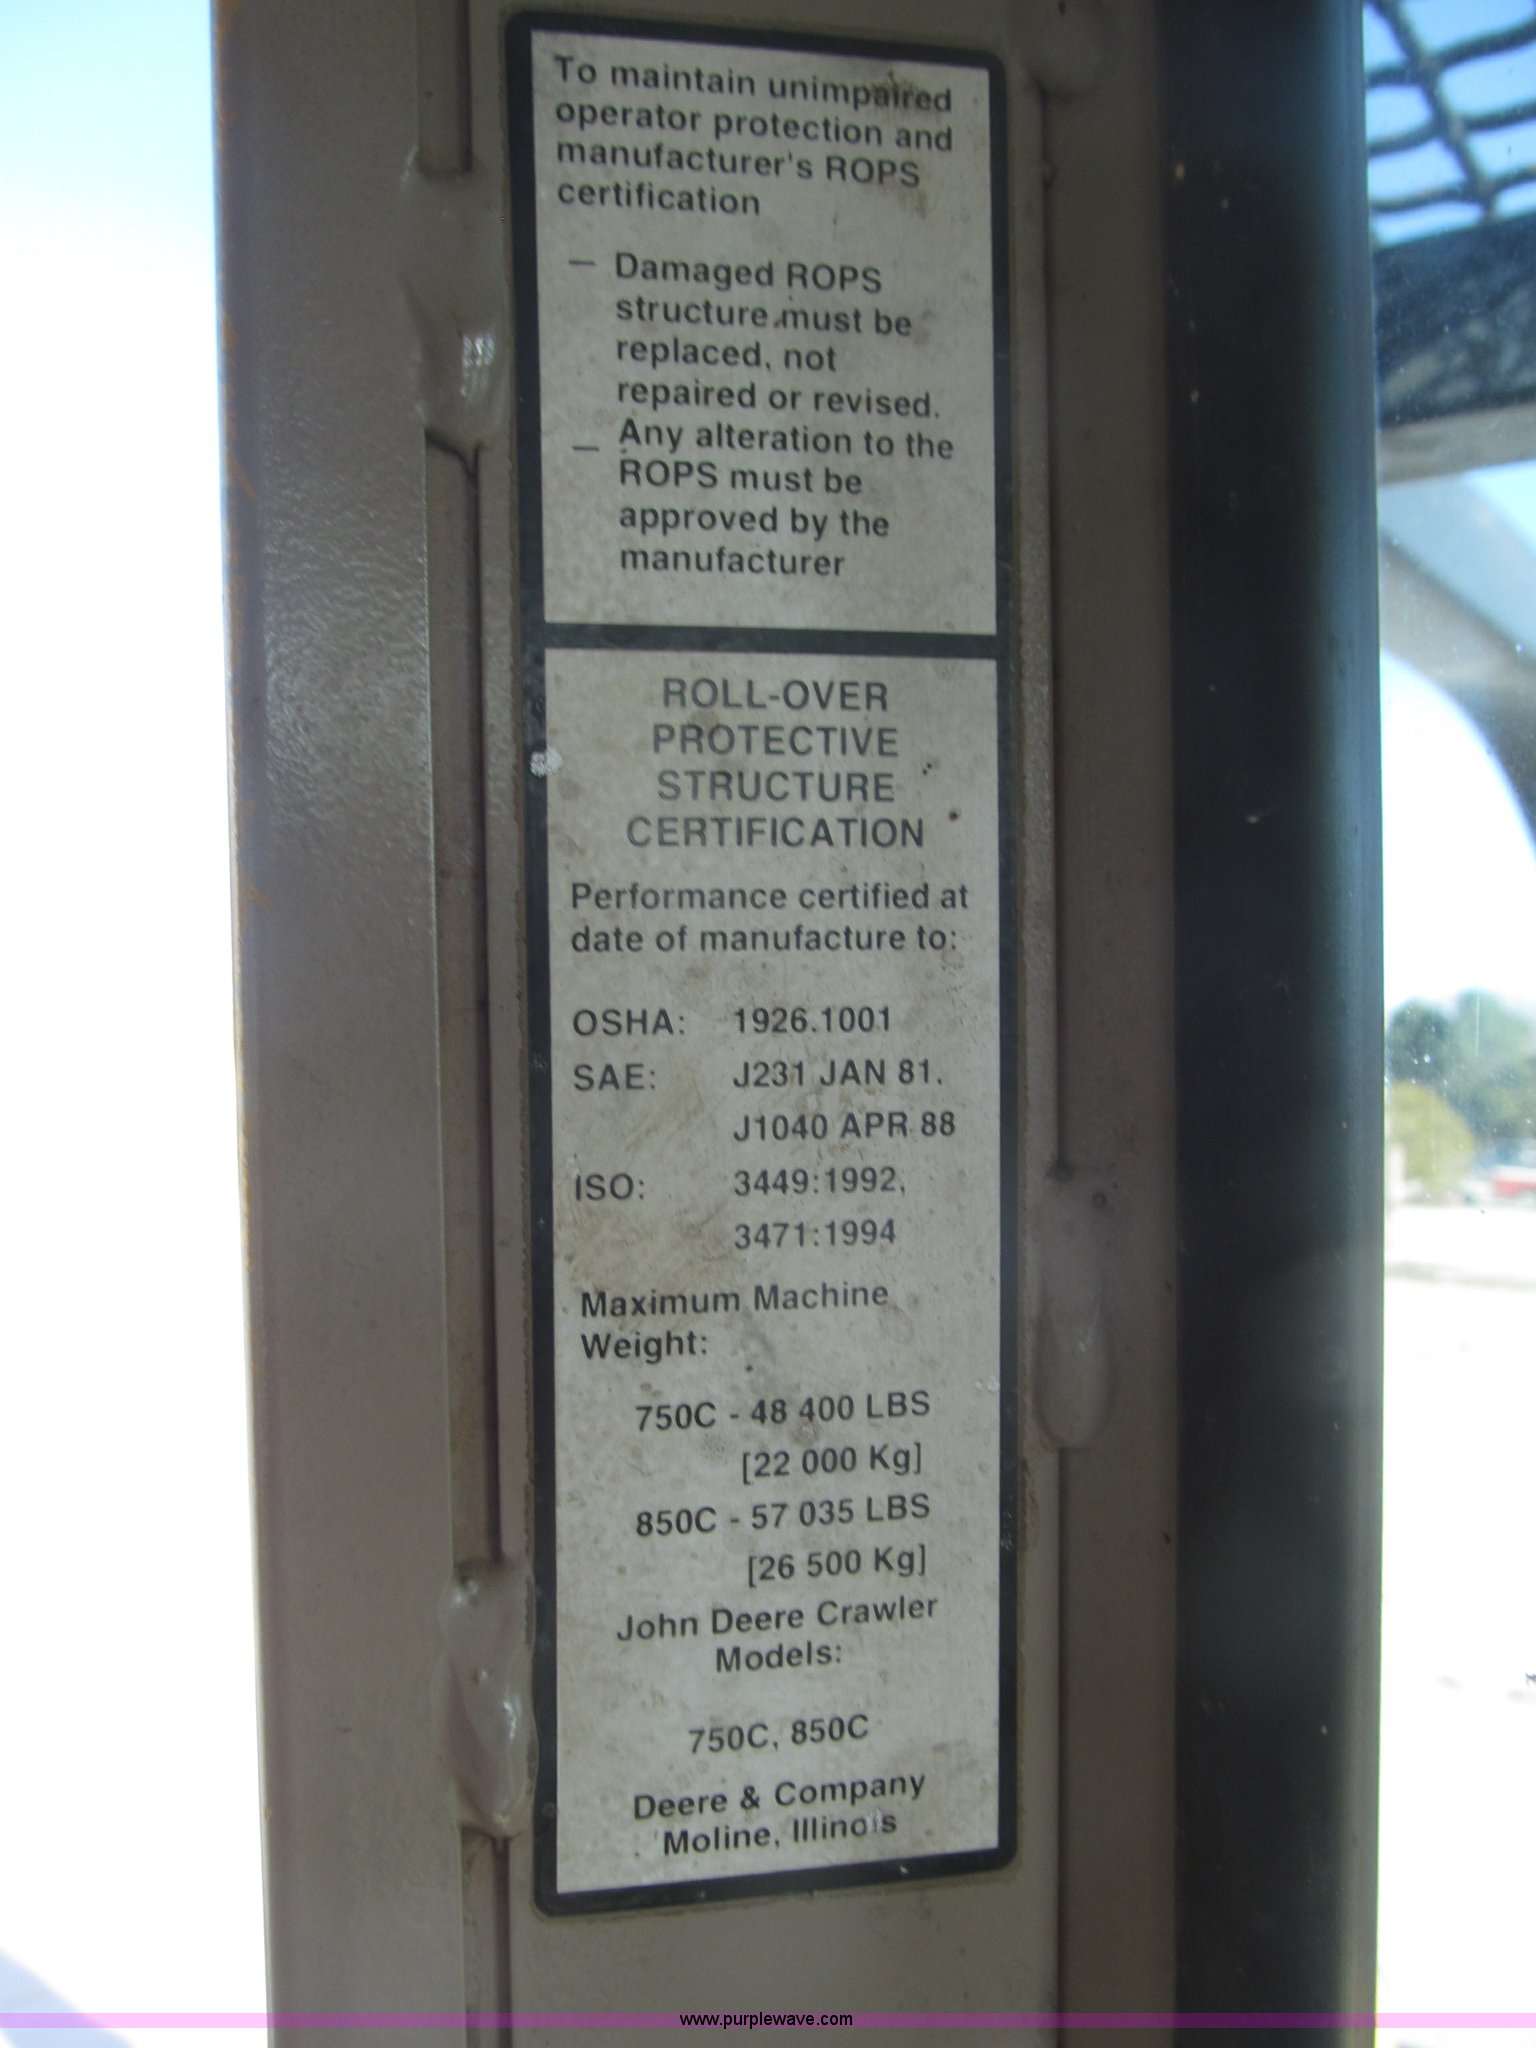 To maintain unimpaired
operator protection and
manufacturer's ROPS
certification
— Damaged ROPS
structure must be
replaced, not
repaired or revised.
— Any alteration to the
ROPS must be
approved by the
manufacturer
ROLL-OVER
PROTECTIVE
STRUCTURE
CERTIFICATION
Performance certified at
date of manufacture to:
OSHA: 1926.1001
SAE: J231 JAN 81,
J1040 APR 88
ISO: 3449:1992,
3471:1994
Maximum Machine
Weight:
750C - 48 400 LBS
[22 000 Kg]
850C - 57 035 LBS
[26 500 Kg]
John Deere Crawler
Models:
750C, 850C
Deere & Company
Moline, Illinois
www.purplewave.com